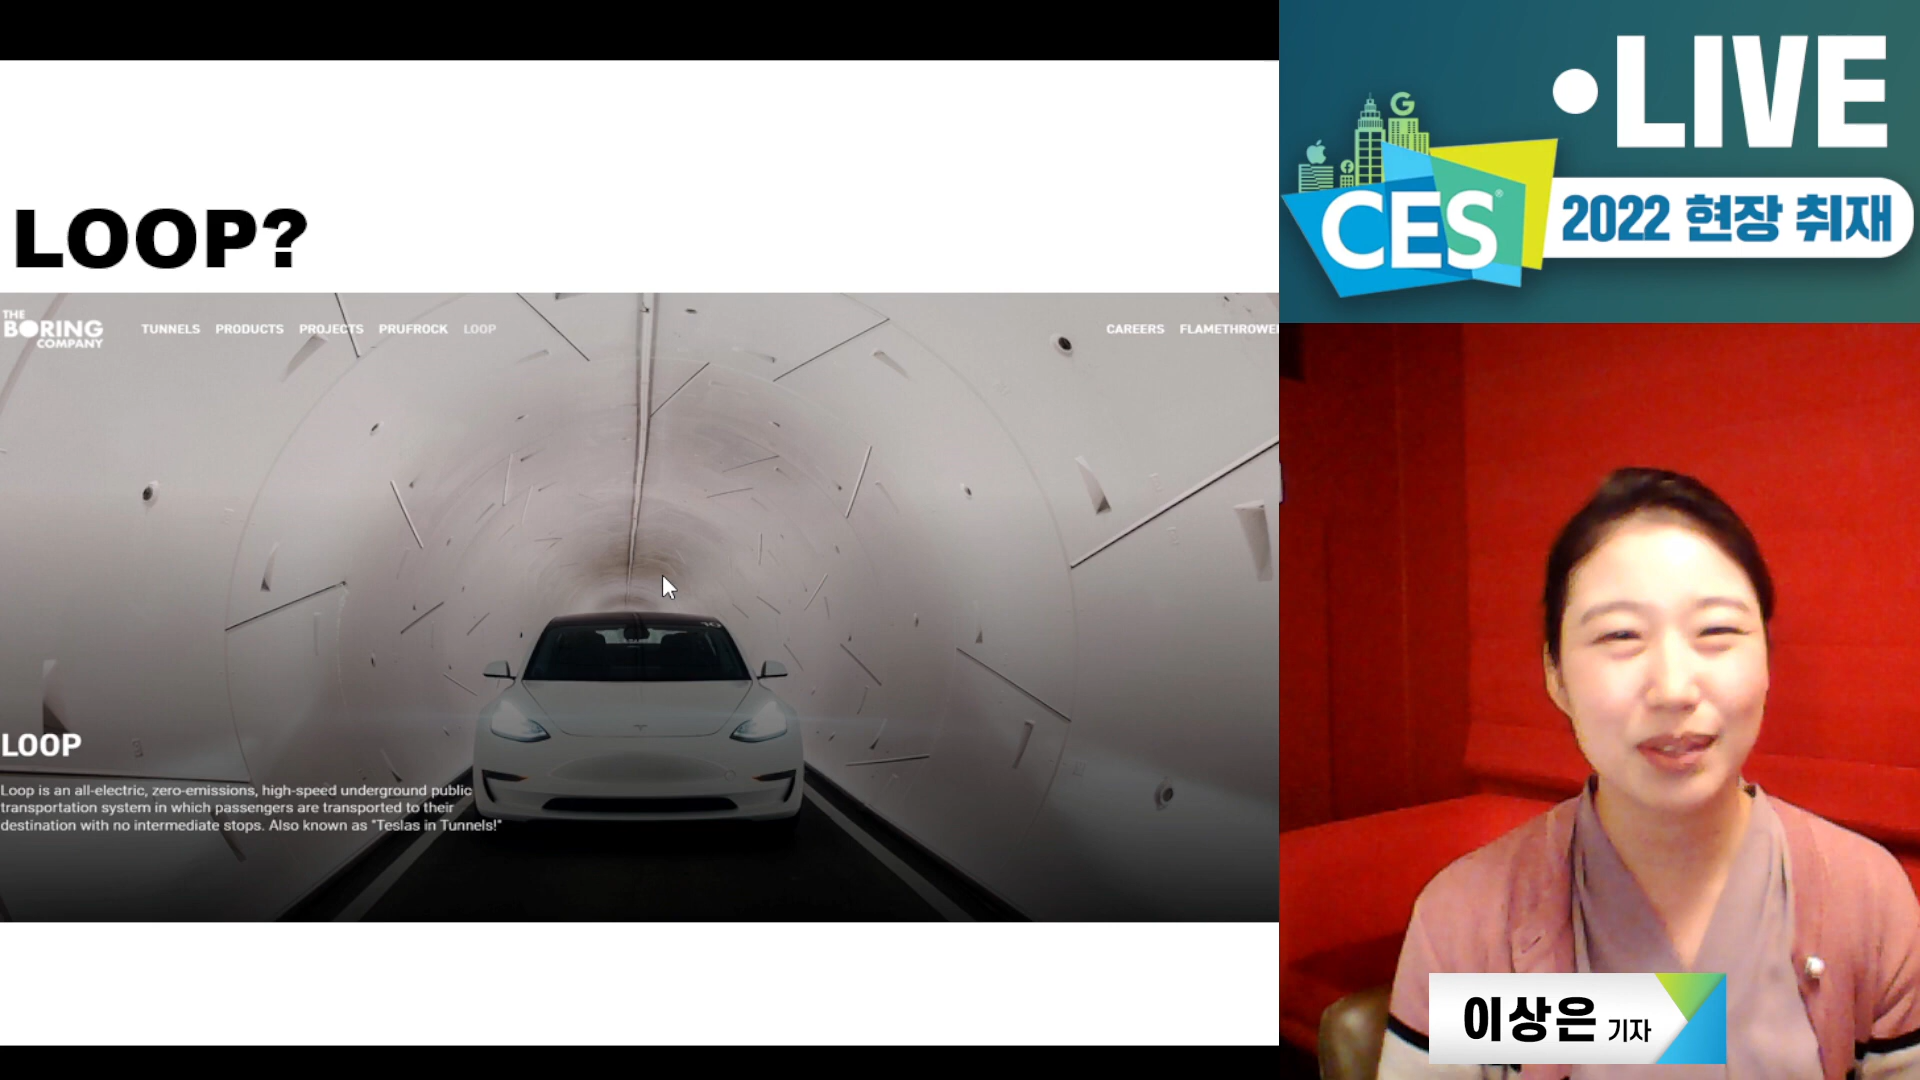 LOOP?
THE
BORING
COMPANY
TUNNELS PRODUCTS PROJECTS PRUFROCK LOOP
CAREERS FLAMETHROWER
LOOP
Loop is an all-electric, zero-emissions, high-speed underground public
transportation system in which passengers are transported to their
destination with no intermediate stops. Also known as "Teslas in Tunnels!"
LIVE
G
CES
2022 현장 취재
이상은 기자